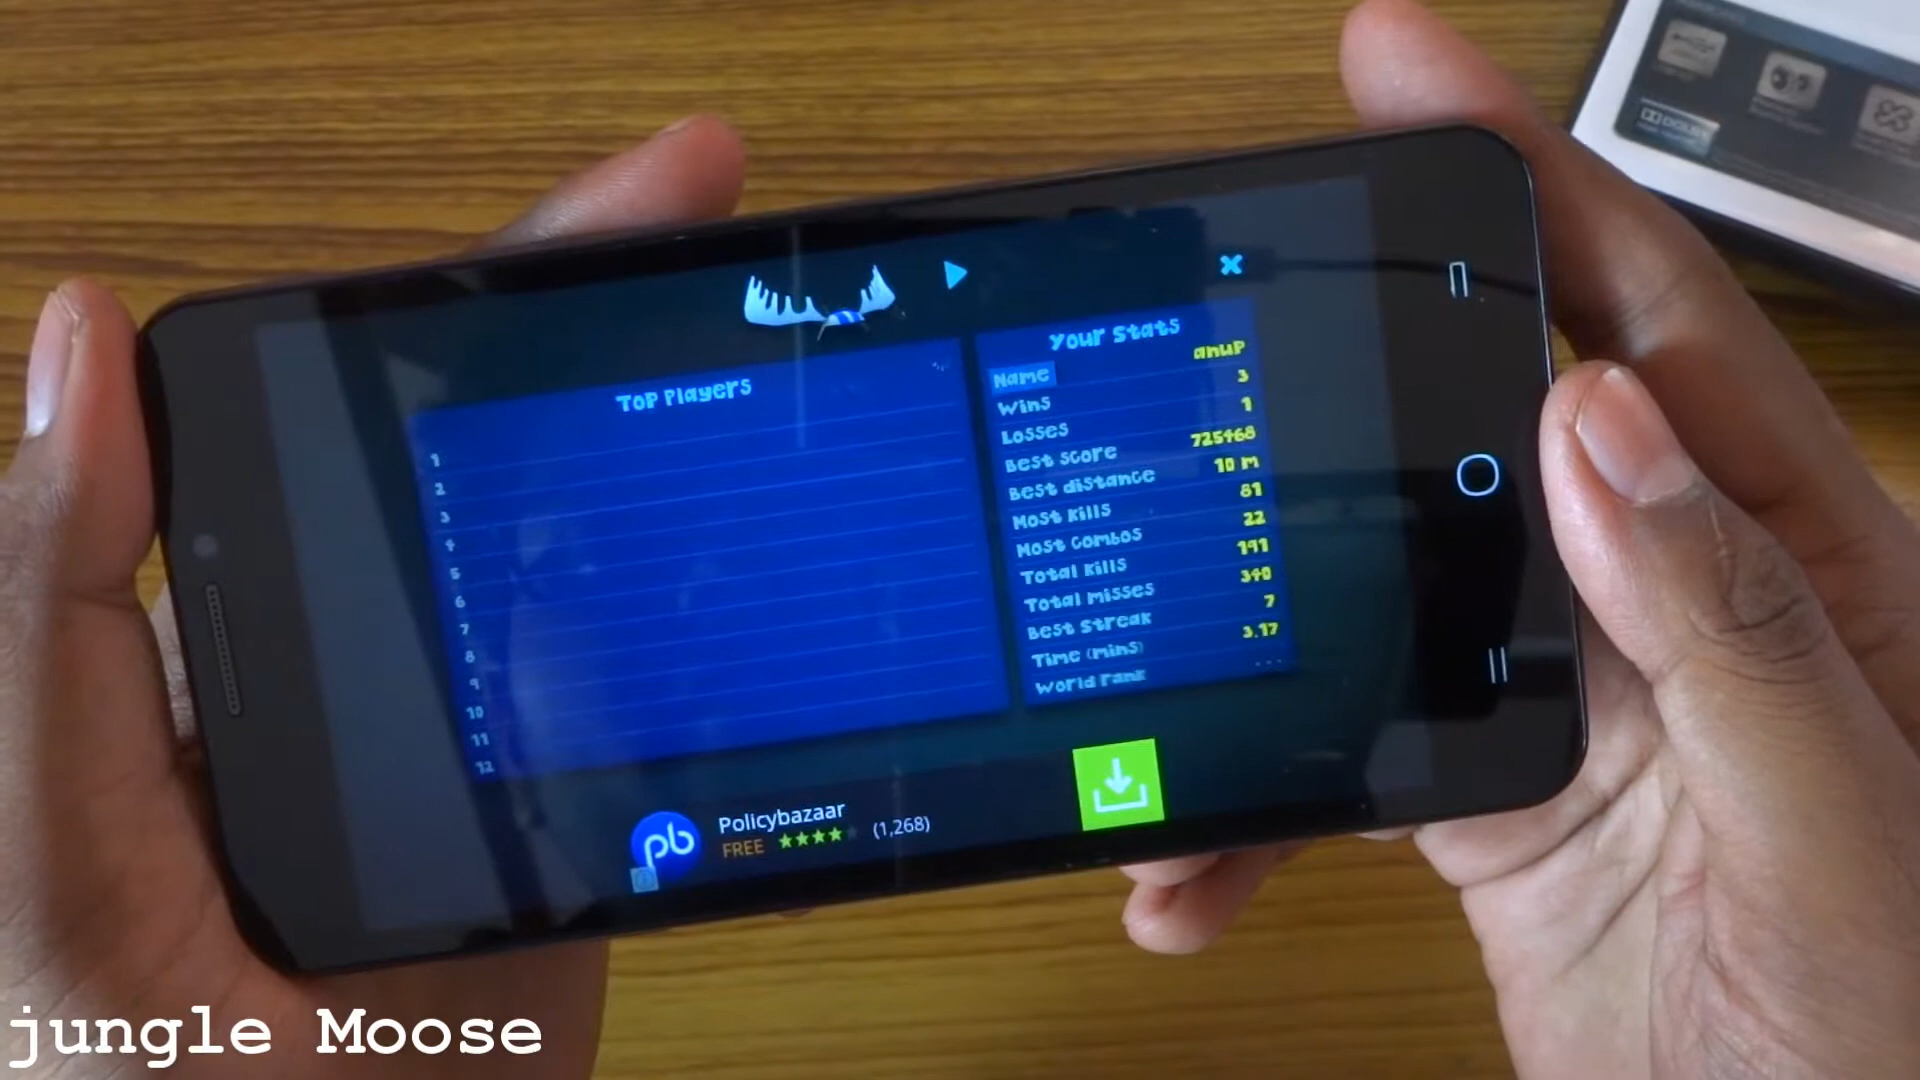 Top Players
1
2
3
4
5
6
7
8
9
10
11
12
Your Stats
Name anup
Wins 3
Losses 1
Best score 725468
Best distance 10 m
Most kills 81
Most combos 22
Total kills 191
Total misses 340
Best Streak 7
Time (mins) 3.17
World rank ...
pb
Policybazaar
FREE (1,268)
DOLBY
jungle Moose